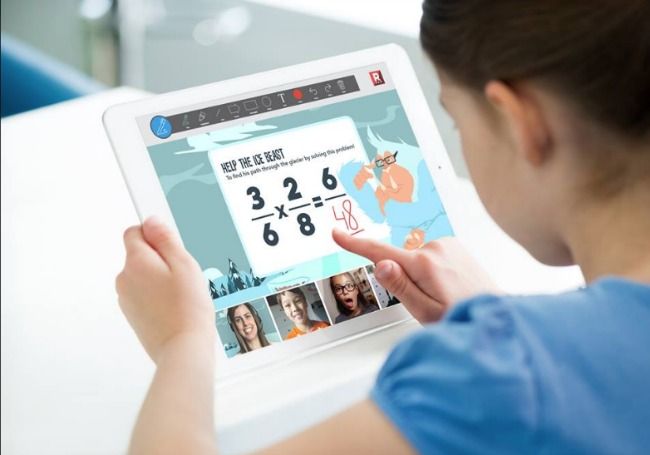 T
R
HELP THE ICE BEAST
To find his path through the glacier by solving this problem!
3/6 x 2/8 = 6/48